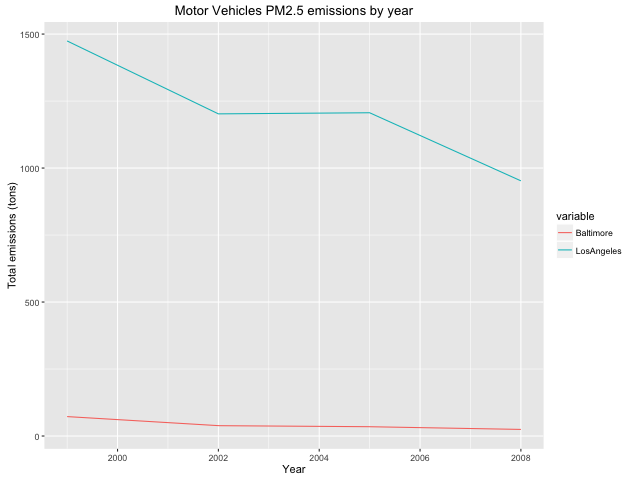 Motor Vehicles PM2.5 emissions by year
Total emissions (tons)
1500
1000
500
0
2000 2002 2004 2006 2008
Year
variable
Baltimore
LosAngeles